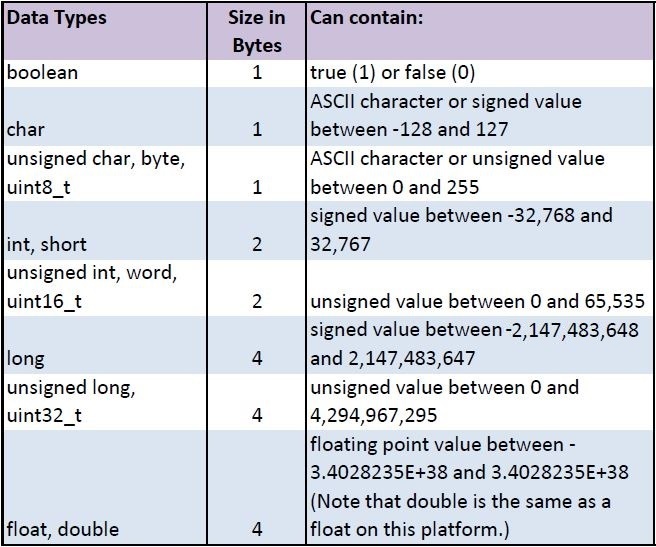 Data Types Size in Bytes Can contain:
boolean 1 true (1) or false (0)
char 1 ASCII character or signed value
between -128 and 127
unsigned char, byte,
uint8_t 1 ASCII character or unsigned value
between 0 and 255
int, short 2 signed value between -32,768 and
32,767
unsigned int, word,
uint16_t 2 unsigned value between 0 and 65,535
long 4 signed value between -2,147,483,648
and 2,147,483,647
unsigned long,
uint32_t 4 unsigned value between 0 and
4,294,967,295
float, double 4 floating point value between -
3.4028235E+38 and 3.4028235E+38
(Note that double is the same as a
float on this platform.)